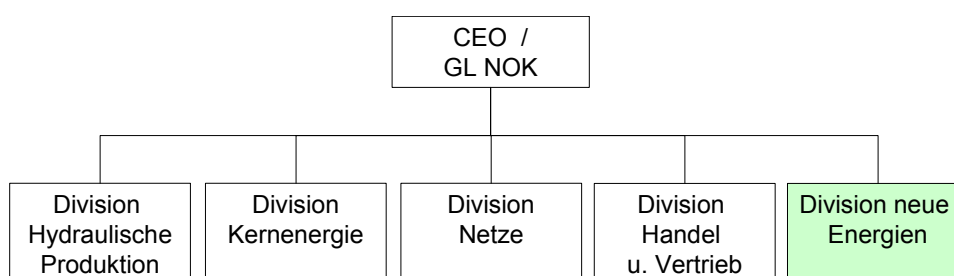 CEO /
GL NOK
Division
Hydraulische
Produktion
Division
Kernenergie
Division
Netze
Division
Handel
u. Vertrieb
Division neue
Energien